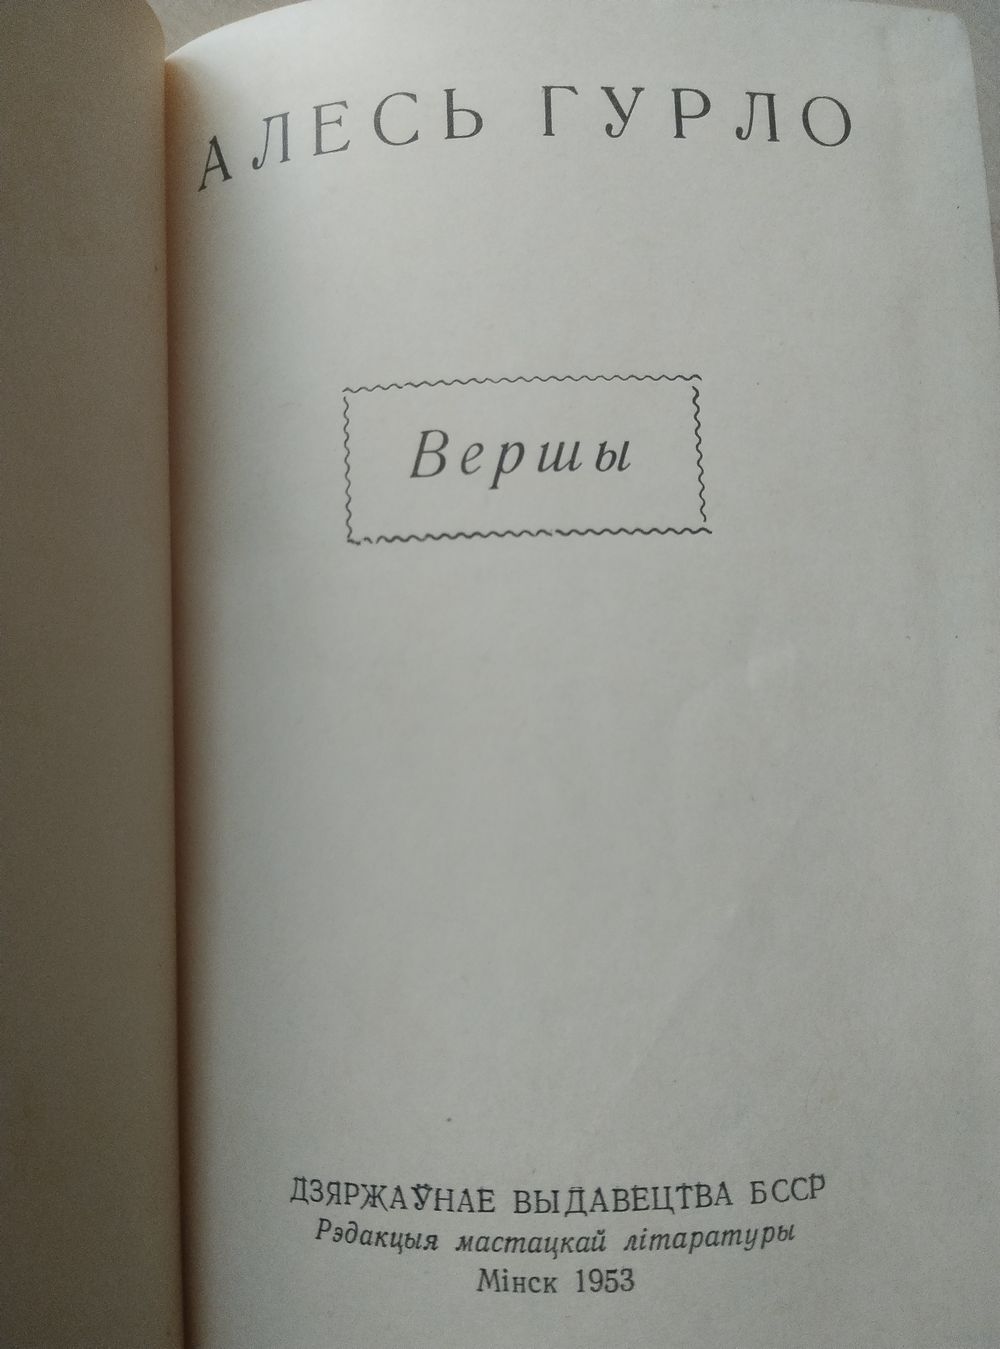 АЛЕСЬ ГУРЛО
Вершы
ДЗЯРЖАЎНАЕ ВЫДАВЕЦТВА БССР
Рэдакцыя мастацкай літаратуры
Мінск 1953